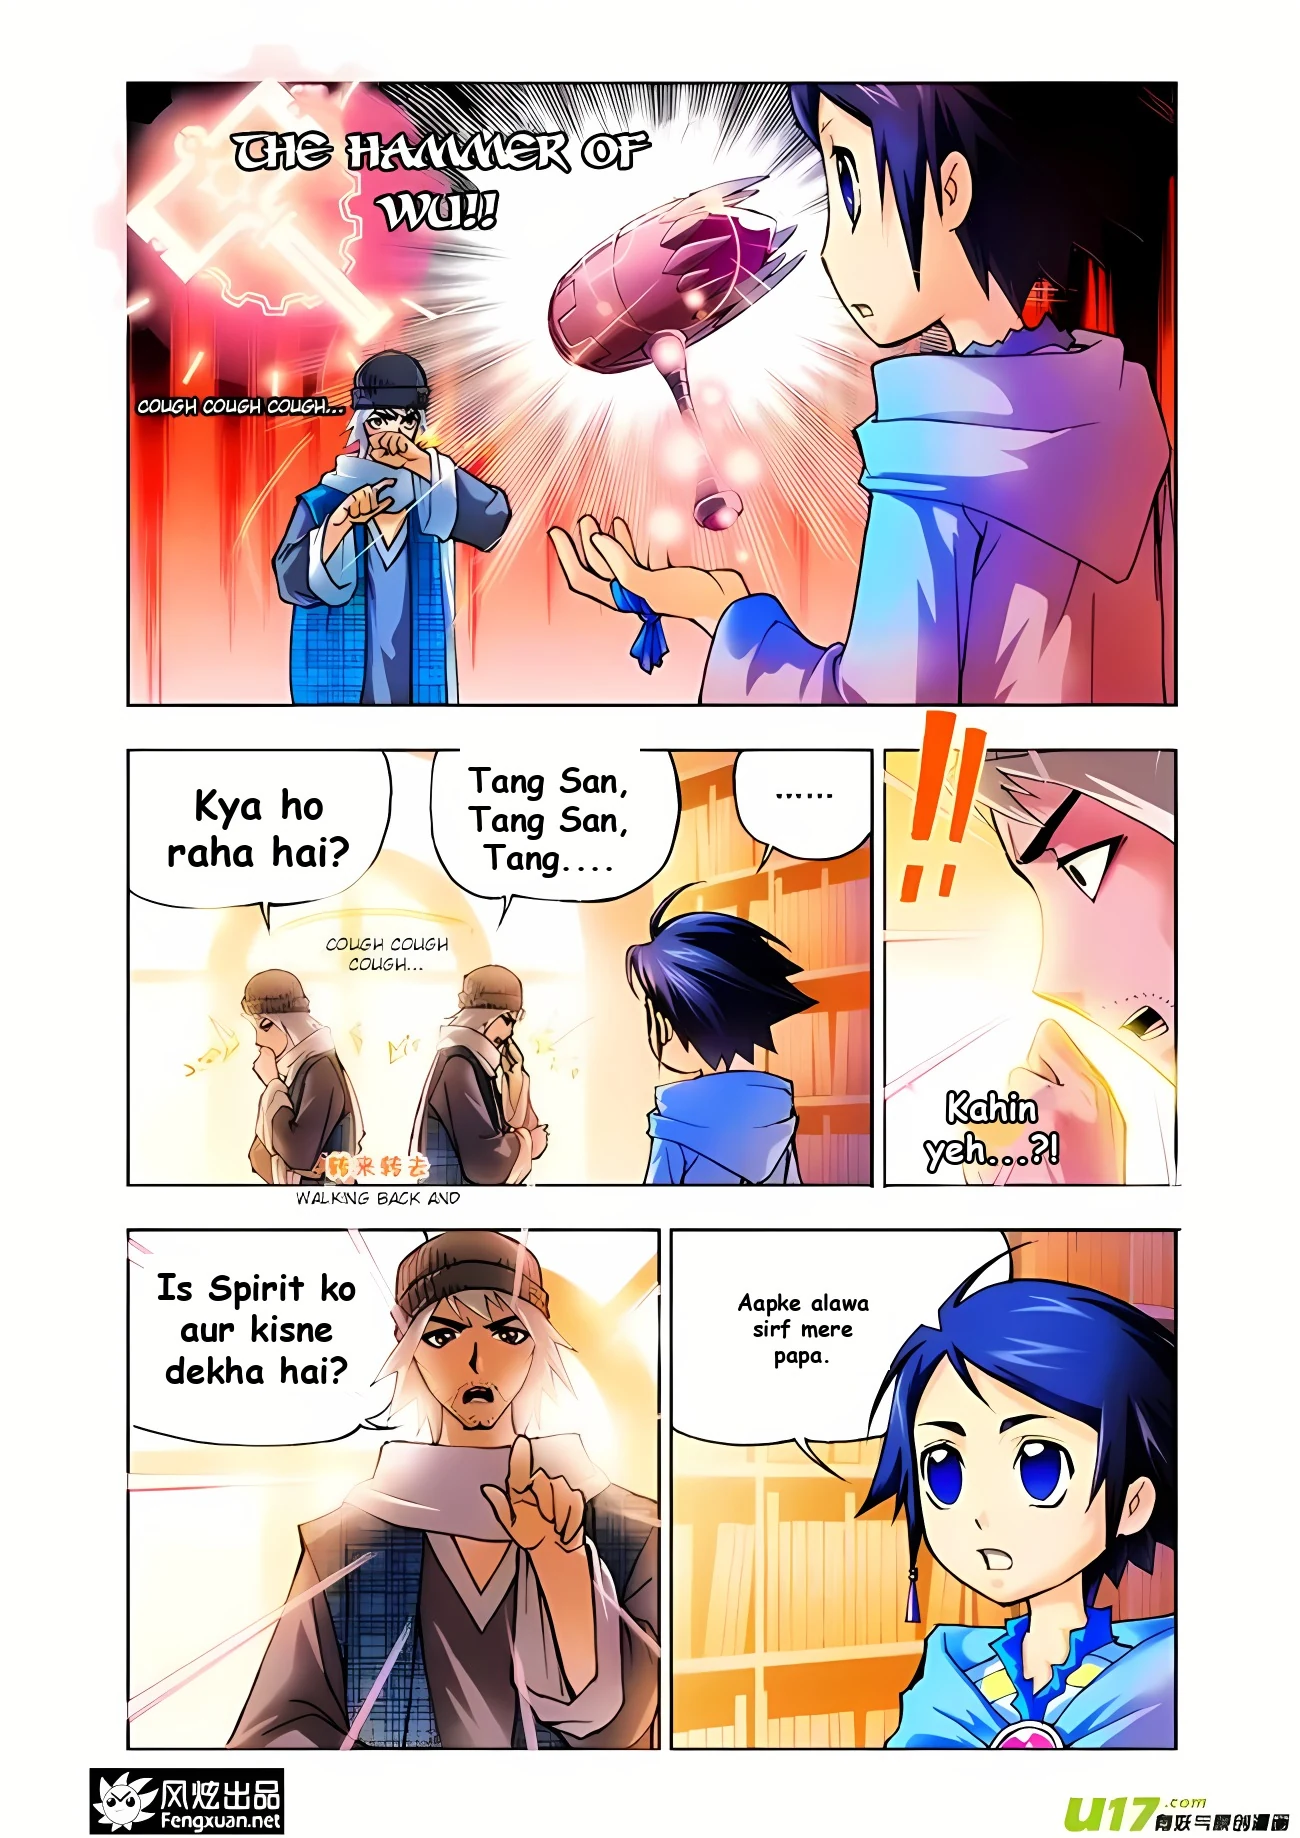 THE HAMMER OF
WU!!
COUGH COUGH COUGH...
Kya ho
raha hai?
Tang San,
Tang San,
Tang....
......
!!
COUGH COUGH
COUGH...
转来转去
WALKING BACK AND
Kahin
yeh...?!
Is Spirit ko
aur kisne
dekha hai?
Aapke alawa
sirf mere
papa.
风炫出品
Fengxuan.net
U17.com
有妖气原创漫画